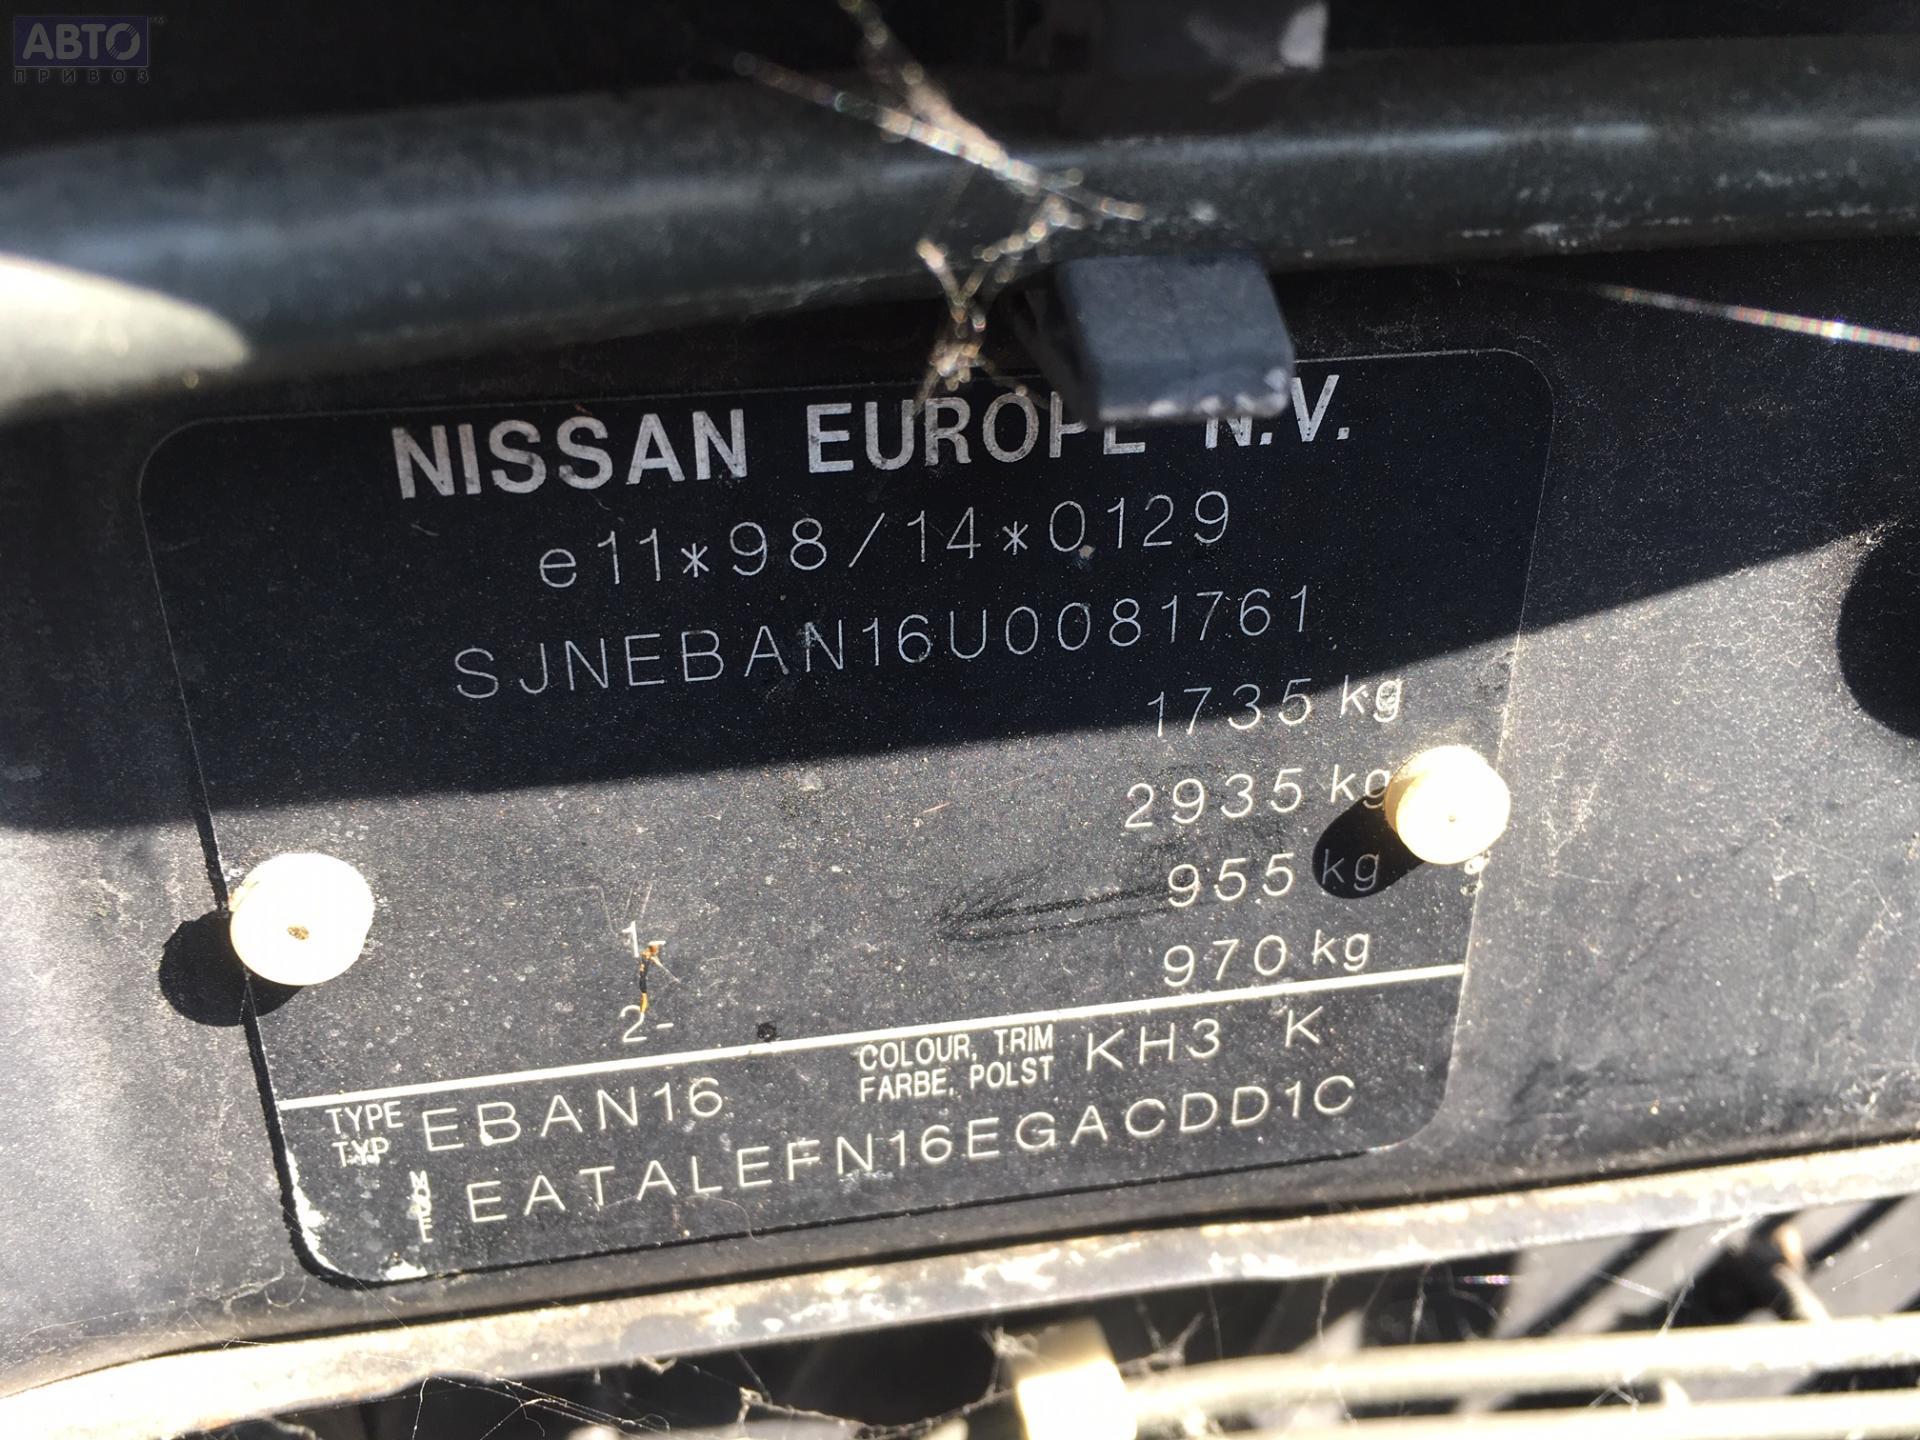 АВТО
ПРИВОЗ
NISSAN EUROPE N.V.
e11*98/14*0129
SJNEBAN16U0081761
1735 kg
2935 kg
1- 955 kg
2- 970 kg
TYPE
TYP EBAN16
COLOUR, TRIM
FARBE, POLST KH3 K
EATALEFN16EGACDD1C